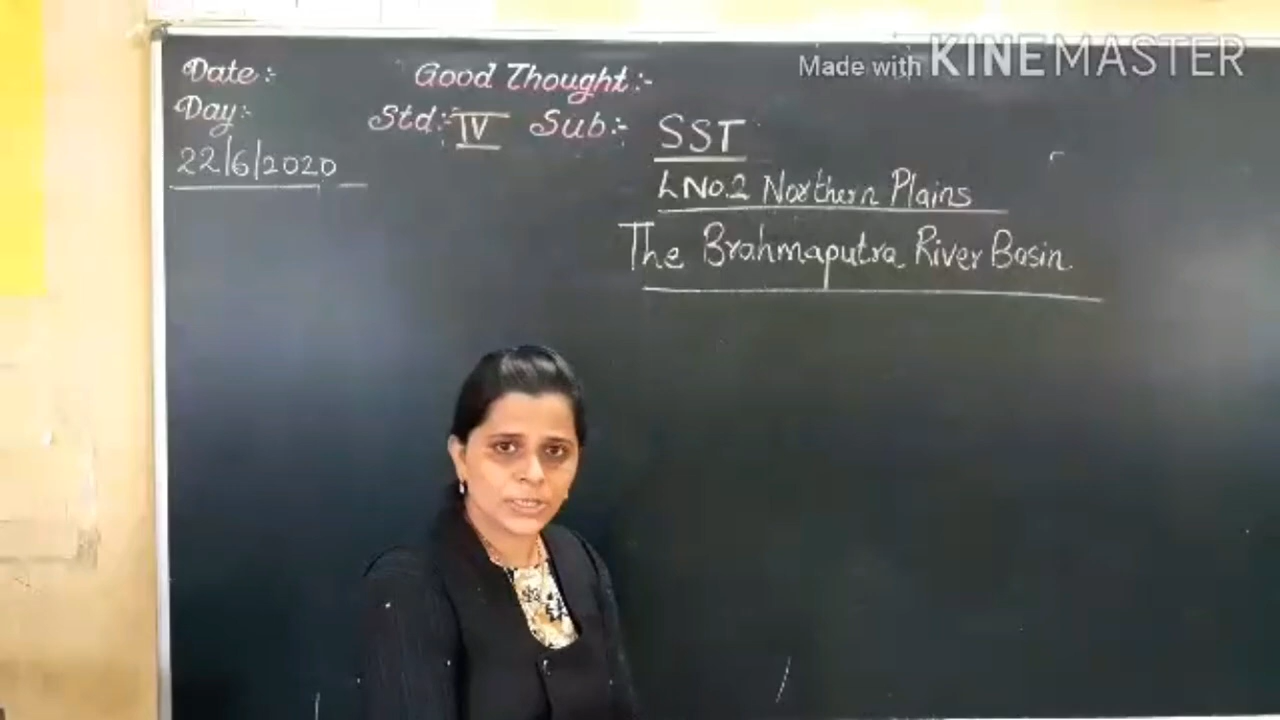 Made with KINEMASTER
Date:-
Good Thought:-
Day:-
Std:- IV Sub:- SST
22/6/2020
L No.2 Northern Plains
The Brahmaputra River Basin